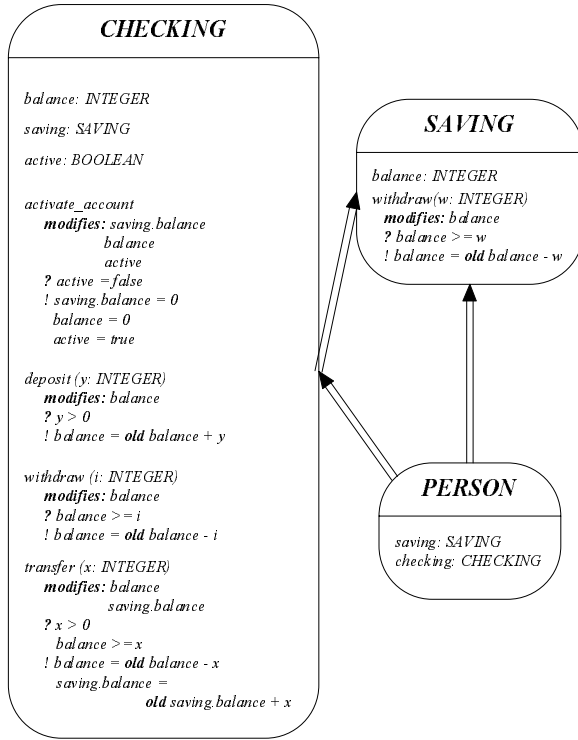 CHECKING
balance: INTEGER
saving: SAVING
active: BOOLEAN
activate_account
modifies: saving.balance
balance
active
? active = false
! saving.balance = 0
balance = 0
active = true
deposit (y: INTEGER)
modifies: balance
? y > 0
! balance = old balance + y
withdraw (i: INTEGER)
modifies: balance
? balance >= i
! balance = old balance - i
transfer (x: INTEGER)
modifies: balance
saving.balance
? x > 0
balance >= x
! balance = old balance - x
saving.balance =
old saving.balance + x
SAVING
balance: INTEGER
withdraw(w: INTEGER)
modifies: balance
? balance >= w
! balance = old balance - w
PERSON
saving: SAVING
checking: CHECKING